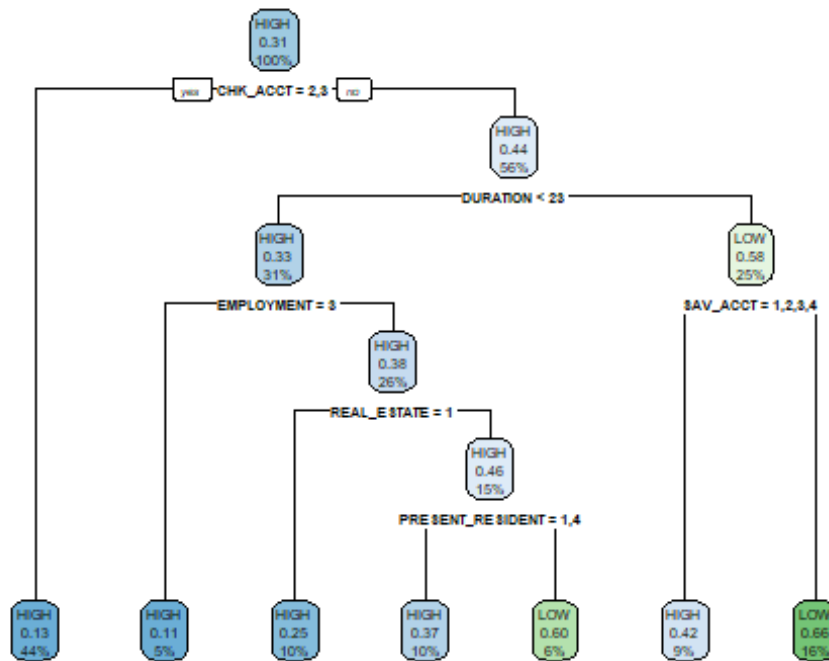 HIGH
0.31
100%
yes CHK_ACCT = 2,3 no
HIGH
0.44
56%
DURATION < 23
HIGH
0.33
31%
LOW
0.58
25%
EMPLOYMENT = 3
SAV_ACCT = 1,2,3,4
HIGH
0.38
26%
REAL_ESTATE = 1
HIGH
0.46
15%
PRESENT_RESIDENT = 1,4
HIGH
0.13
44%
HIGH
0.11
5%
HIGH
0.25
10%
HIGH
0.37
10%
LOW
0.60
6%
HIGH
0.42
9%
LOW
0.66
16%